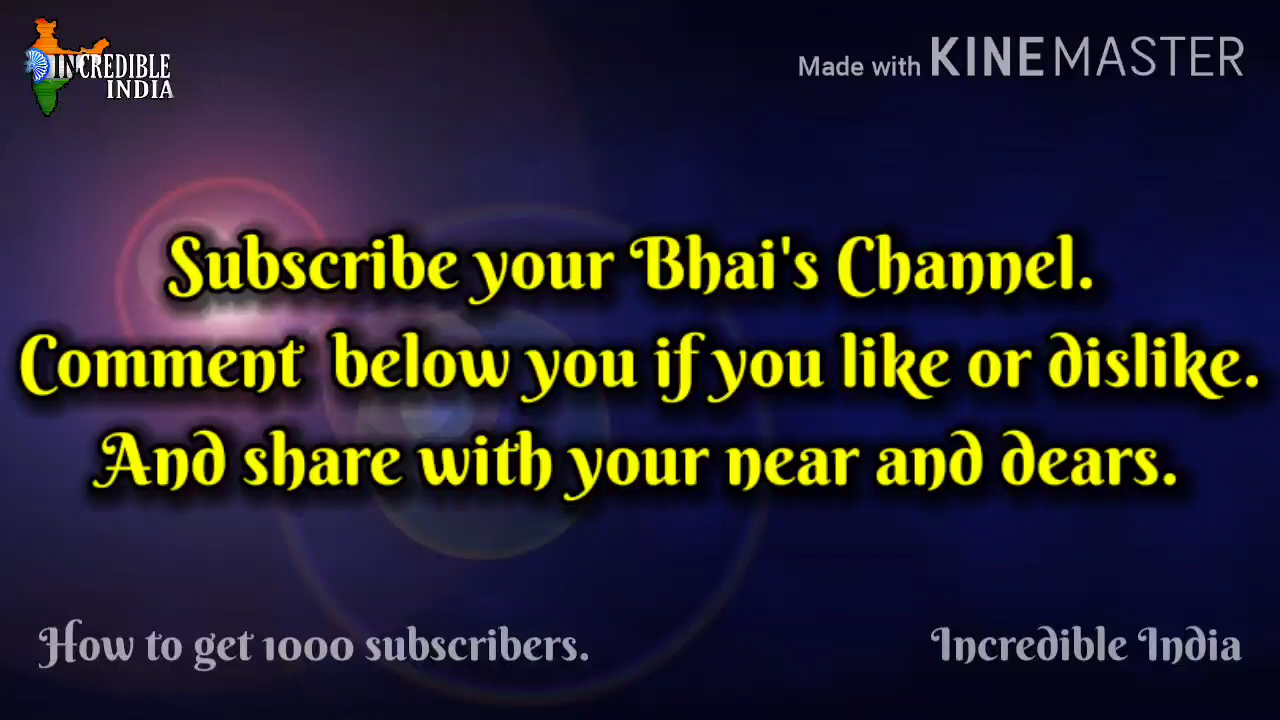 INCREDIBLE
INDIA
Made with KINEMASTER
Subscribe your Bhai's Channel.
Comment below you if you like or dislike.
And share with your near and dears.
How to get 1000 subscribers.
Incredible India